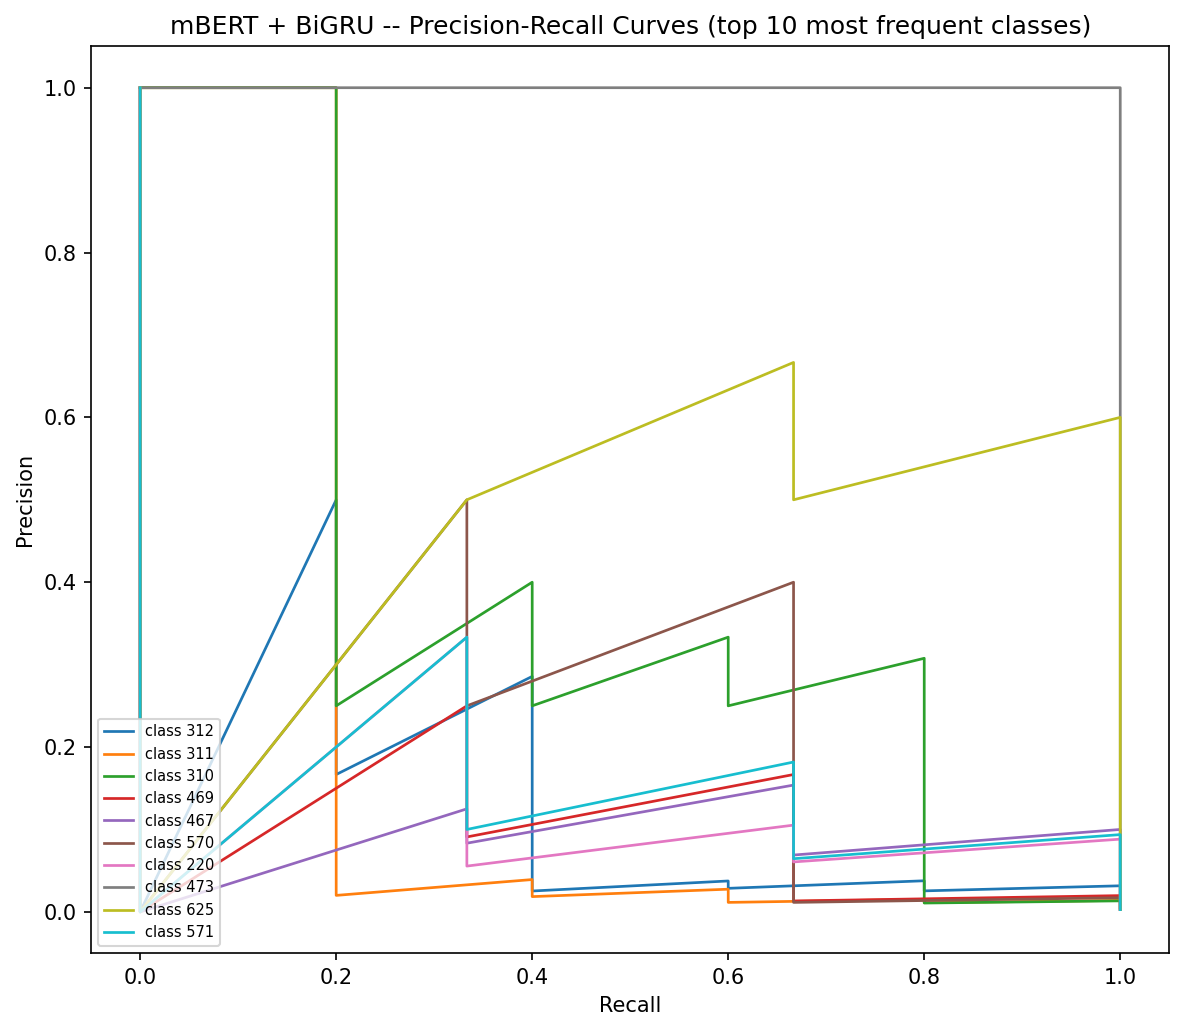 mBERT + BiGRU -- Precision-Recall Curves (top 10 most frequent classes)
Precision
1.0
0.8
0.6
0.4
0.2
0.0
class 312
class 311
class 310
class 469
class 467
class 570
class 220
class 473
class 625
class 571
0.0 0.2 0.4 0.6 0.8 1.0
Recall